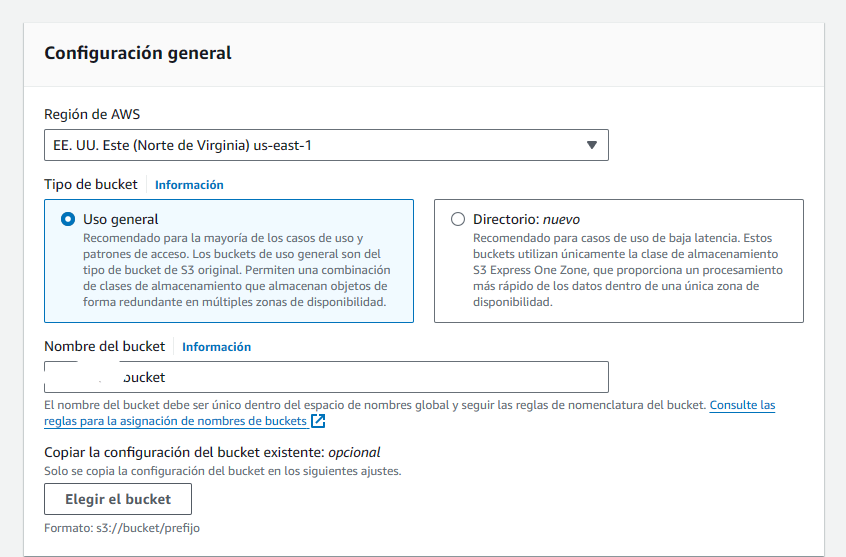 Configuración general
Región de AWS
EE. UU. Este (Norte de Virginia) us-east-1
Tipo de bucket Información
Uso general
Recomendado para la mayoría de los casos de uso y
patrones de acceso. Los buckets de uso general son del
tipo de bucket de S3 original. Permiten una combinación
de clases de almacenamiento que almacenan objetos de
forma redundante en múltiples zonas de disponibilidad.
Directorio: nuevo
Recomendado para casos de uso de baja latencia. Estos
buckets utilizan únicamente la clase de almacenamiento
S3 Express One Zone, que proporciona un procesamiento
más rápido de los datos dentro de una única zona de
disponibilidad.
Nombre del bucket Información
bucket
El nombre del bucket debe ser único dentro del espacio de nombres global y seguir las reglas de nomenclatura del bucket. Consulte las
reglas para la asignación de nombres de buckets
Copiar la configuración del bucket existente: opcional
Solo se copia la configuración del bucket en los siguientes ajustes.
Elegir el bucket
Formato: s3://bucket/prefijo